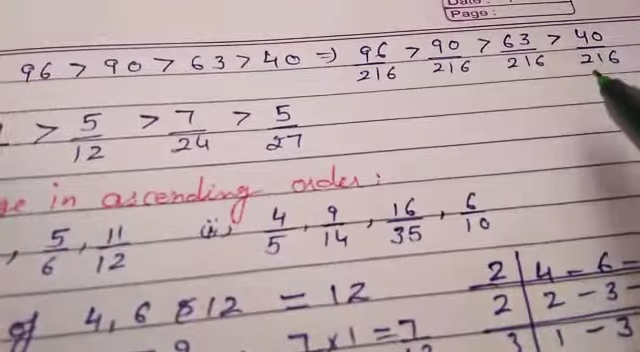 Page :
96 > 90 > 63 > 40 ⇒ 96/216 > 90/216 > 63/216 > 40/216
> 5/12 > 7/24 > 5/27
in ascending order:
, 5/6 , 11/12 ii) 4/5 , 9/14 , 16/35 , 6/10
of 4, 6 & 12 = 12
2 | 4 - 6 -
2 | 2 - 3 -
9 7 × 1 = 7
3 | 1 - 3